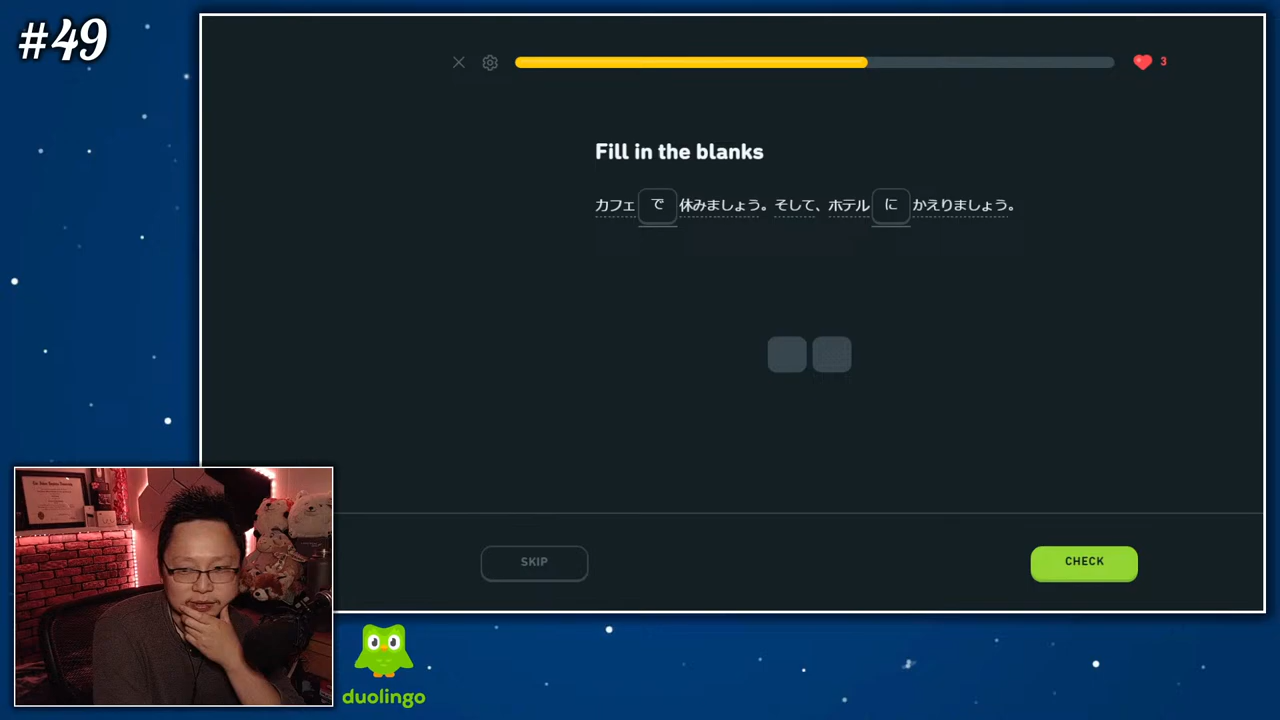 #49
3
Fill in the blanks
カフェ で 休みましょう。そして、ホテル に かえりましょう。
SKIP
CHECK
duolingo